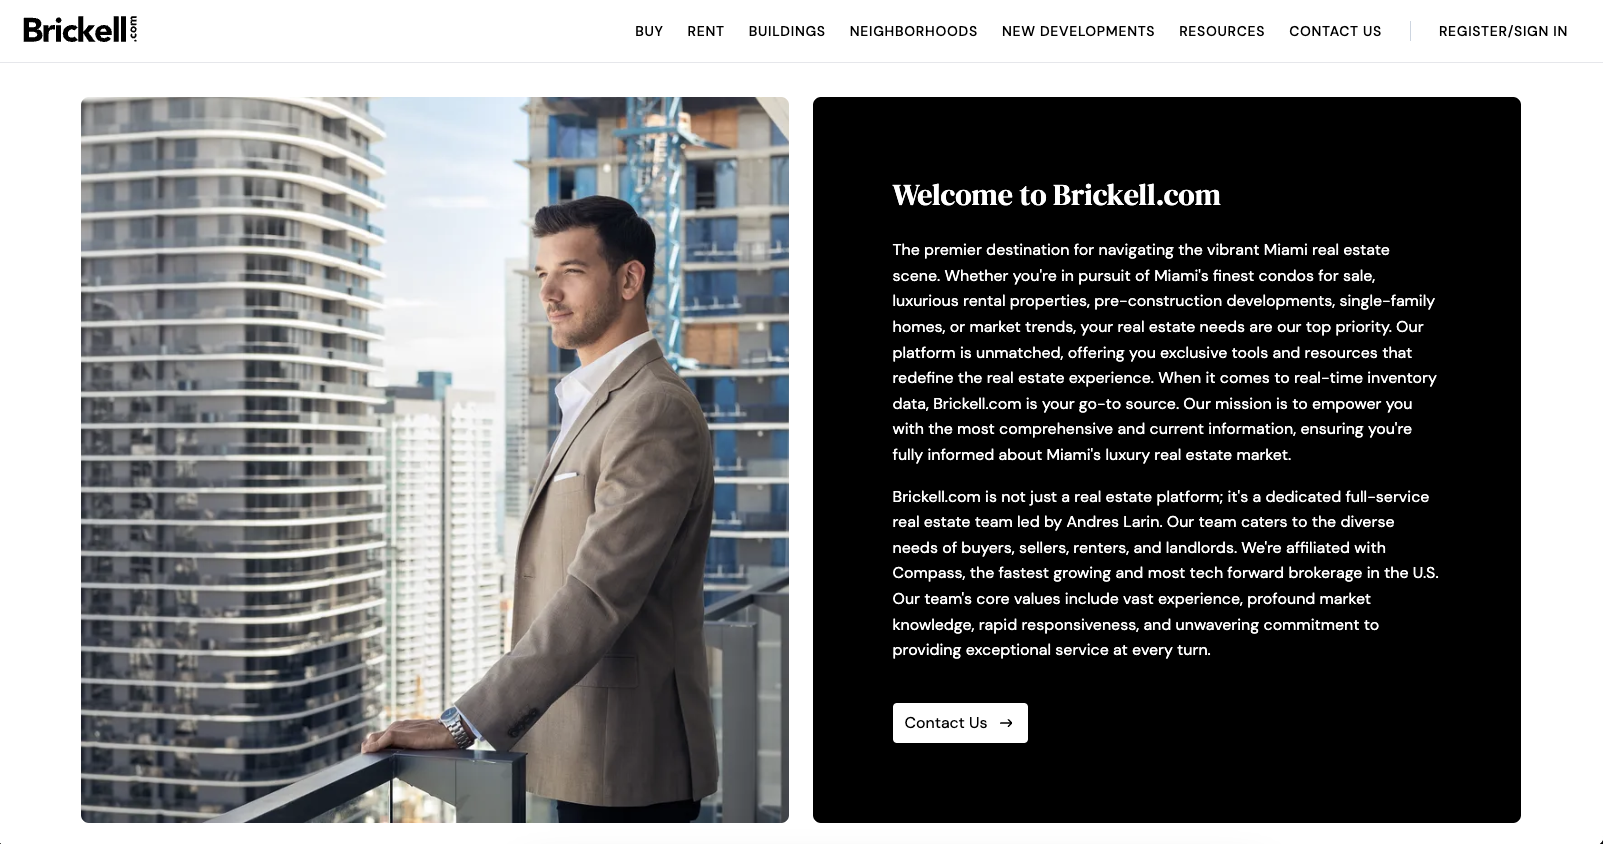 Brickell.com
BUY
RENT
BUILDINGS
NEIGHBORHOODS
NEW DEVELOPMENTS
RESOURCES
CONTACT US
REGISTER/SIGN IN
Welcome to Brickell.com
The premier destination for navigating the vibrant Miami real estate
scene. Whether you're in pursuit of Miami's finest condos for sale,
luxurious rental properties, pre-construction developments, single-family
homes, or market trends, your real estate needs are our top priority. Our
platform is unmatched, offering you exclusive tools and resources that
redefine the real estate experience. When it comes to real-time inventory
data, Brickell.com is your go-to source. Our mission is to empower you
with the most comprehensive and current information, ensuring you're
fully informed about Miami's luxury real estate market.
Brickell.com is not just a real estate platform; it's a dedicated full-service
real estate team led by Andres Larin. Our team caters to the diverse
needs of buyers, sellers, renters, and landlords. We're affiliated with
Compass, the fastest growing and most tech forward brokerage in the U.S.
Our team's core values include vast experience, profound market
knowledge, rapid responsiveness, and unwavering commitment to
providing exceptional service at every turn.
Contact Us →